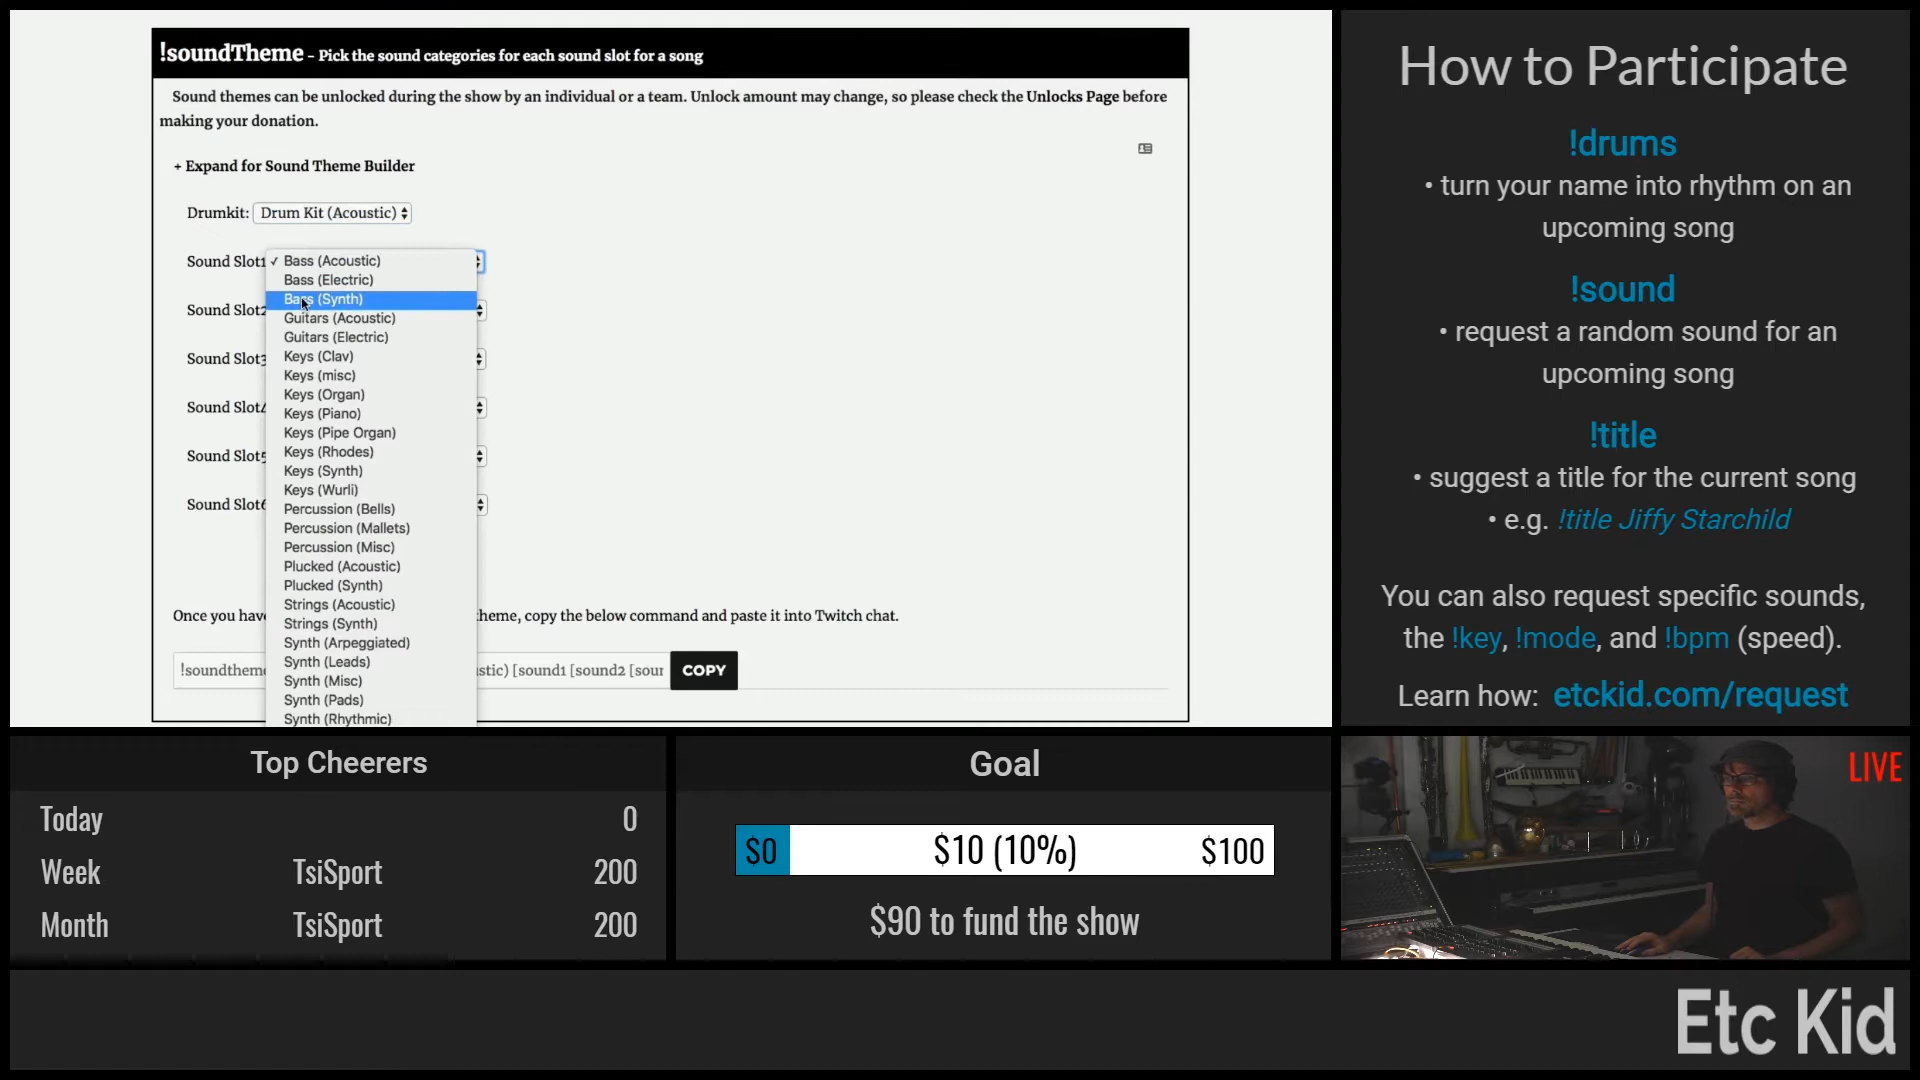 !soundTheme - Pick the sound categories for each sound slot for a song
Sound themes can be unlocked during the show by an individual or a team. Unlock amount may change, so please check the Unlocks Page before
making your donation.
+ Expand for Sound Theme Builder
Drumkit: Drum Kit (Acoustic)
Sound Slot1
Sound Slot2
Sound Slot3
Sound Slot4
Sound Slot5
Sound Slot6
✓ Bass (Acoustic)
Bass (Electric)
Bass (Synth)
Guitars (Acoustic)
Guitars (Electric)
Keys (Clav)
Keys (misc)
Keys (Organ)
Keys (Piano)
Keys (Pipe Organ)
Keys (Rhodes)
Keys (Synth)
Keys (Wurli)
Percussion (Bells)
Percussion (Mallets)
Percussion (Misc)
Plucked (Acoustic)
Plucked (Synth)
Strings (Acoustic)
Strings (Synth)
Synth (Arpeggiated)
Synth (Leads)
Synth (Misc)
Synth (Pads)
Synth (Rhythmic)
Once you have theme, copy the below command and paste it into Twitch chat.
!soundtheme stic) [sound1 [sound2 [sour COPY
How to Participate
!drums
• turn your name into rhythm on an
upcoming song
!sound
• request a random sound for an
upcoming song
!title
• suggest a title for the current song
• e.g. !title Jiffy Starchild
You can also request specific sounds,
the !key, !mode, and !bpm (speed).
Learn how: etckid.com/request
Top Cheerers
Today 0
Week TsiSport 200
Month TsiSport 200
Goal
$0 $10 (10%) $100
$90 to fund the show
LIVE
Etc Kid